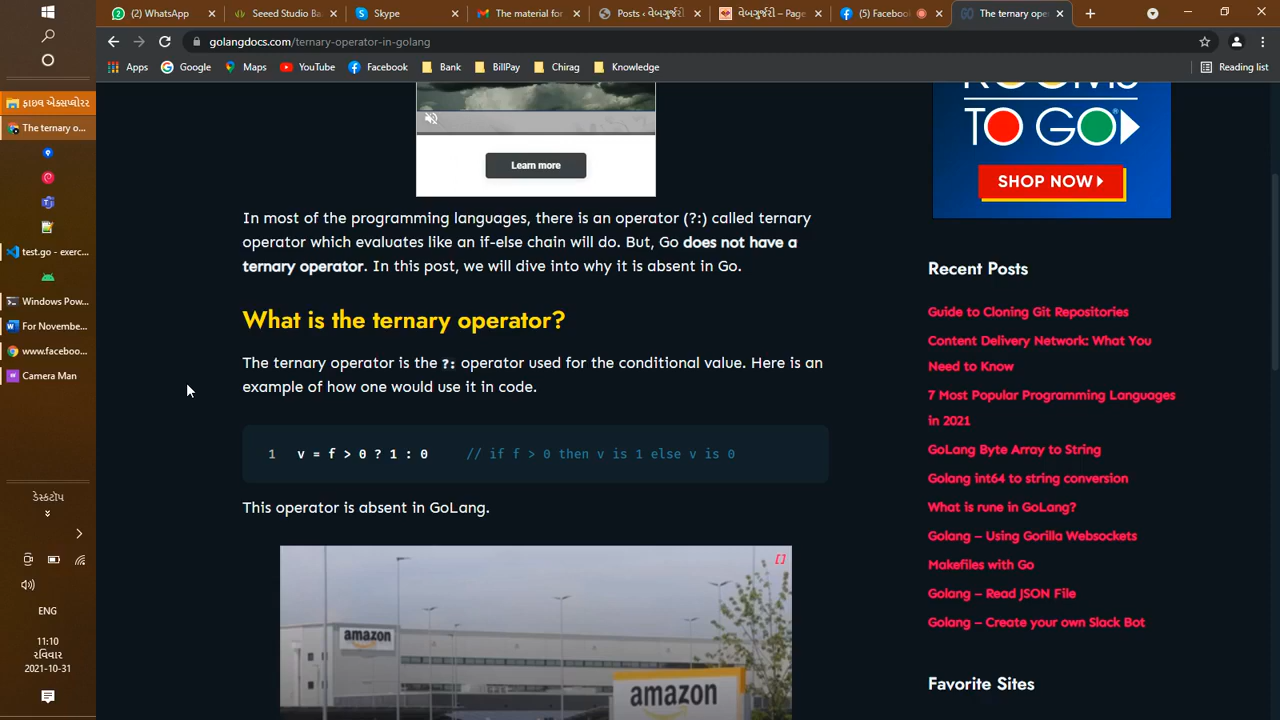 (2) WhatsApp
Seeed Studio Ba
Skype
The material for
Posts ‹ વેબગુર્જરી
વેબગુર્જરી – Page
(7) Faceboo
The ternary ope
golangdocs.com/ternary-operator-in-golang
Apps
Google
Maps
YouTube
Facebook
Bank
BillPay
Chirag
Knowledge
Reading list
ફાઇલ એક્સપ્લોરર
The ternary o...
test.go - exerc...
Windows Pow...
For Novembe...
www.faceboo...
Camera Man
ડેસ્કટૉપ
ENG
11:10
રવિવાર
2021-10-31
Learn more
In most of the programming languages, there is an operator (?:) called ternary
operator which evaluates like an if-else chain will do. But, Go does not have a
ternary operator. In this post, we will dive into why it is absent in Go.
What is the ternary operator?
The ternary operator is the ?: operator used for the conditional value. Here is an
example of how one would use it in code.
1 v = f > 0 ? 1 : 0 // if f > 0 then v is 1 else v is 0
This operator is absent in GoLang.
[]
amazon
amazon
TO GO
SHOP NOW
Recent Posts
Guide to Cloning Git Repositories
Content Delivery Network: What You
Need to Know
7 Most Popular Programming Languages
in 2021
GoLang Byte Array to String
Golang int64 to string conversion
What is rune in GoLang?
Golang – Using Gorilla Websockets
Makefiles with Go
Golang – Read JSON File
Golang – Create your own Slack Bot
Favorite Sites